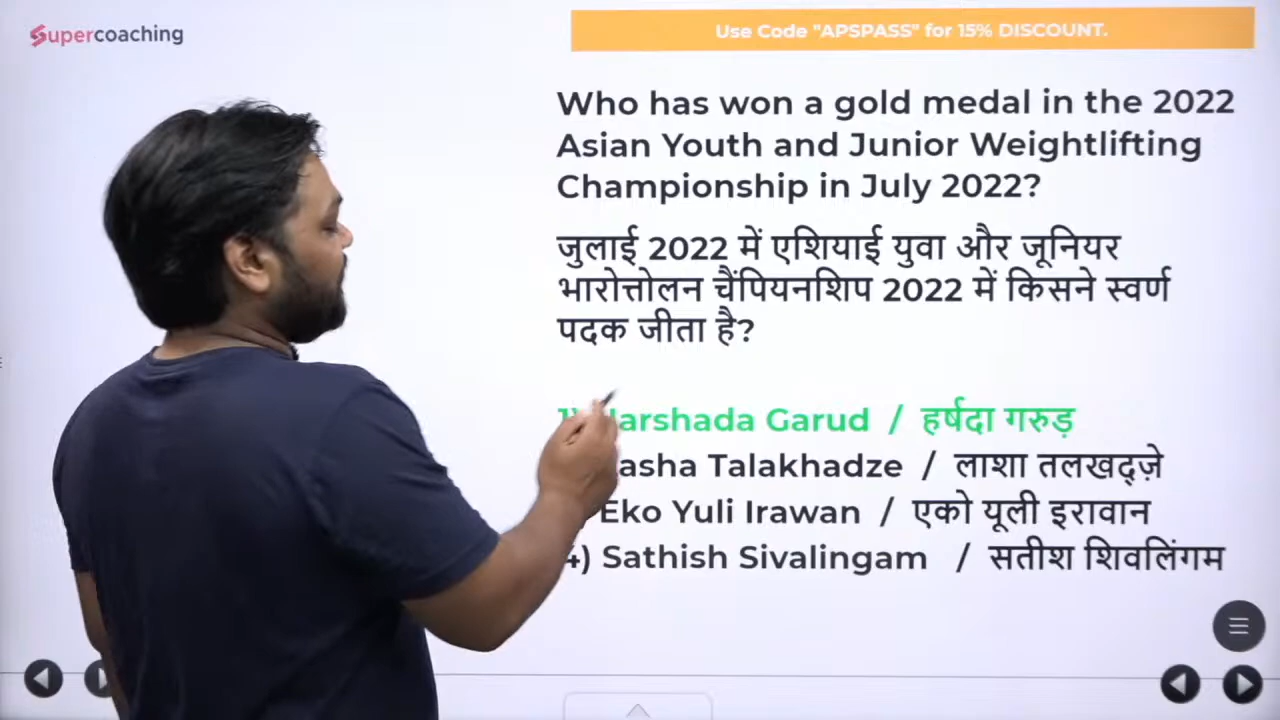 Supercoaching
Use Code "APSPASS" for 15% DISCOUNT.
Who has won a gold medal in the 2022
Asian Youth and Junior Weightlifting
Championship in July 2022?
जुलाई 2022 में एशियाई युवा और जूनियर
भारोत्तोलन चैंपियनशिप 2022 में किसने स्वर्ण
पदक जीता है?
Garud / हर्षदा गरुड़
Talakhadze / लाशा तलखद्ज़े
Eko Yuli Irawan / एको यूली इरावान
4) Sathish Sivalingam / सतीश शिवलिंगम